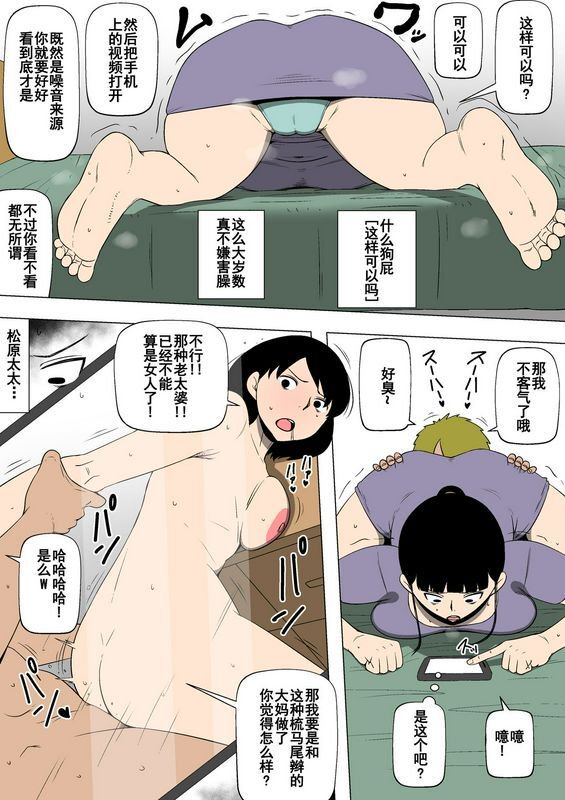 这样可以吗?
可以可以
然后把手机
上的视频打开
既然是噪音来源
你就要好好
看到底才是
ムワッ
什么狗屁
[这样可以吗]
这么大岁数
真不嫌害臊
不过你看不看
都无所谓
那我
不客气了哦
好臭~
スーハー♥
スーハー♥
噫!
噫!
是这个吧?
松原太太…
不行!!
那种老太婆!!
已经不能
算是女人了!
哈哈哈哈!
是么W
那我要是和
这种梳马尾辫的
大妈做了
你觉得怎么样?
パン
パン